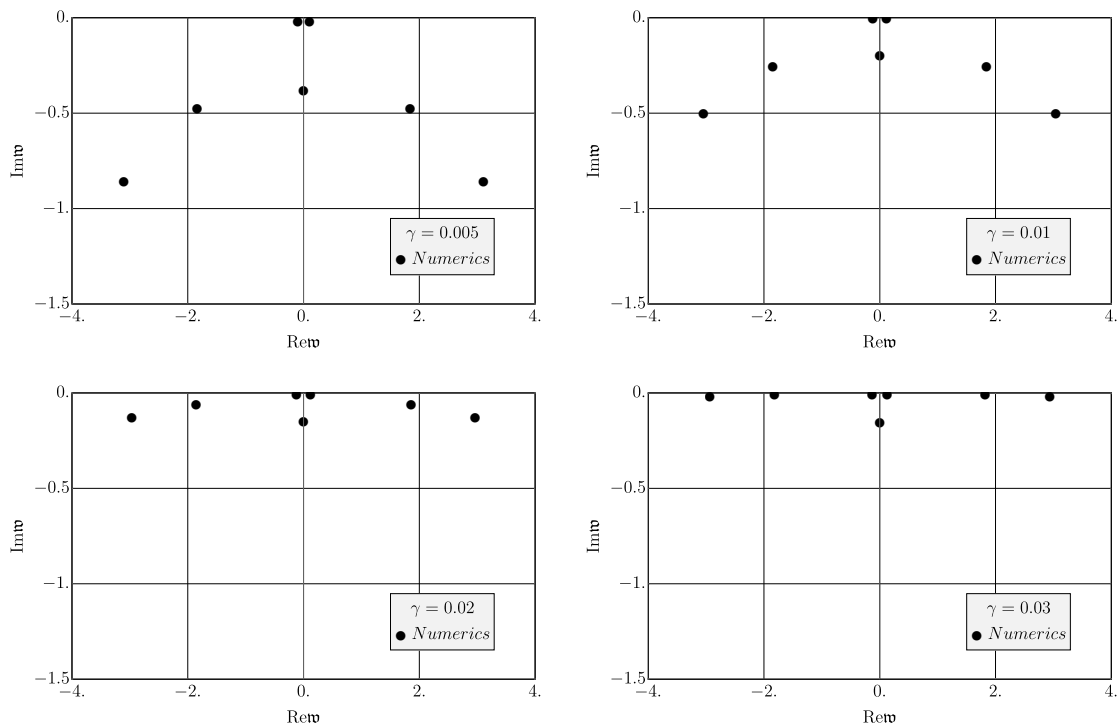 0.
−0.5
−1.
−1.5
−4.
−2.
0.
2.
4.
Im𝔴
Re𝔴
γ = 0.005
Numerics
0.
−0.5
−1.
−1.5
−4.
−2.
0.
2.
4.
Im𝔴
Re𝔴
γ = 0.01
Numerics
0.
−0.5
−1.
−1.5
−4.
−2.
0.
2.
4.
Im𝔴
Re𝔴
γ = 0.02
Numerics
0.
−0.5
−1.
−1.5
−4.
−2.
0.
2.
4.
Im𝔴
Re𝔴
γ = 0.03
Numerics